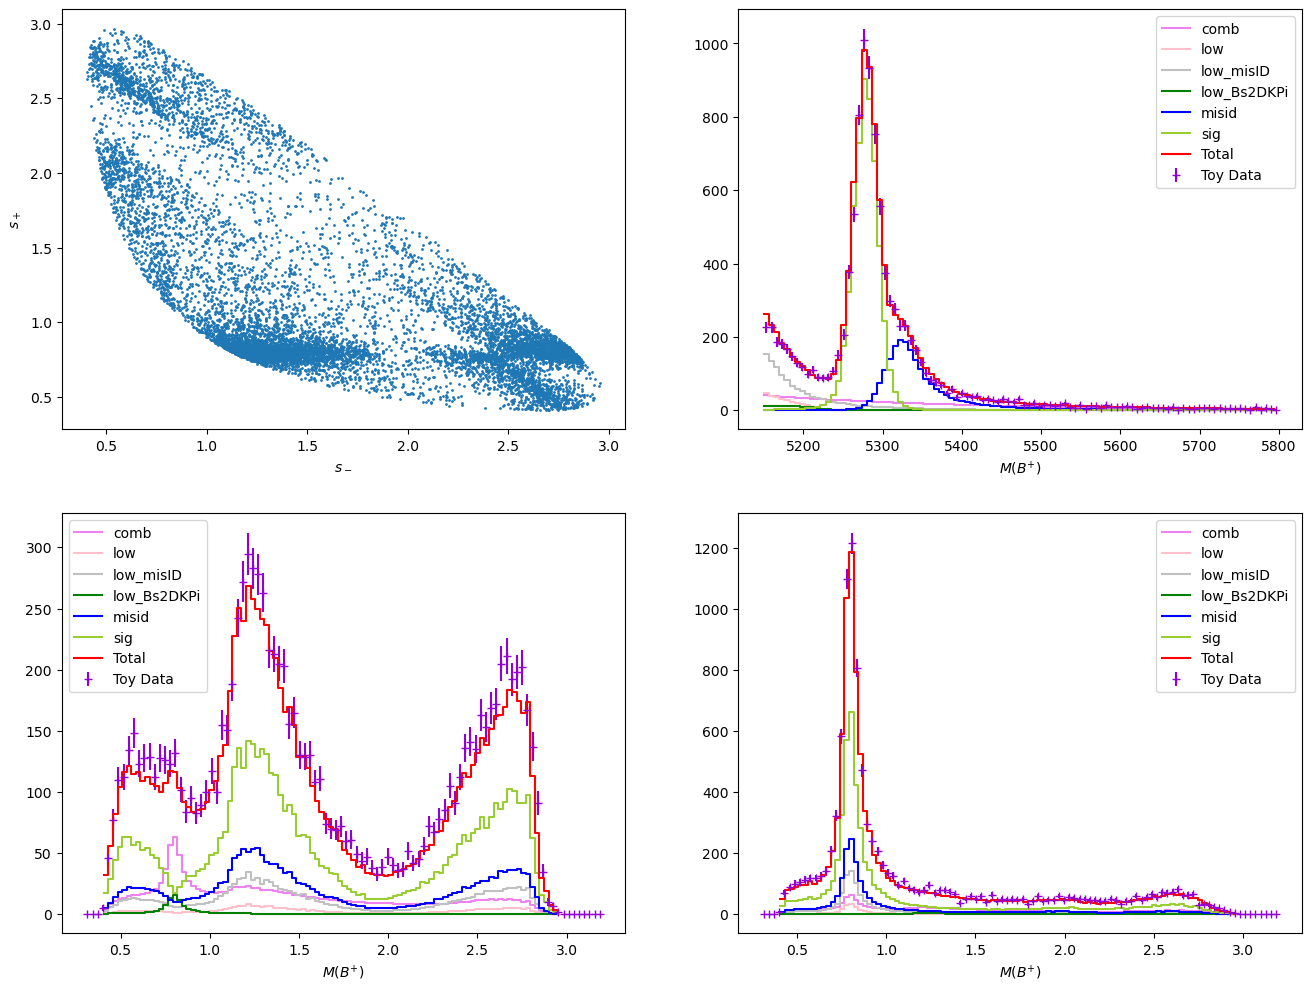 3.0
2.5
2.0
1.5
1.0
0.5
s₊
0.5 1.0 1.5 2.0 2.5 3.0
s₋
1000
800
600
400
200
0
comb
low
low_misID
low_Bs2DKPi
misid
sig
Total
Toy Data
5200 5300 5400 5500 5600 5700 5800
M(B⁺)
300
250
200
150
100
50
0
comb
low
low_misID
low_Bs2DKPi
misid
sig
Total
Toy Data
0.5 1.0 1.5 2.0 2.5 3.0
M(B⁺)
1200
1000
800
600
400
200
0
comb
low
low_misID
low_Bs2DKPi
misid
sig
Total
Toy Data
0.5 1.0 1.5 2.0 2.5 3.0
M(B⁺)